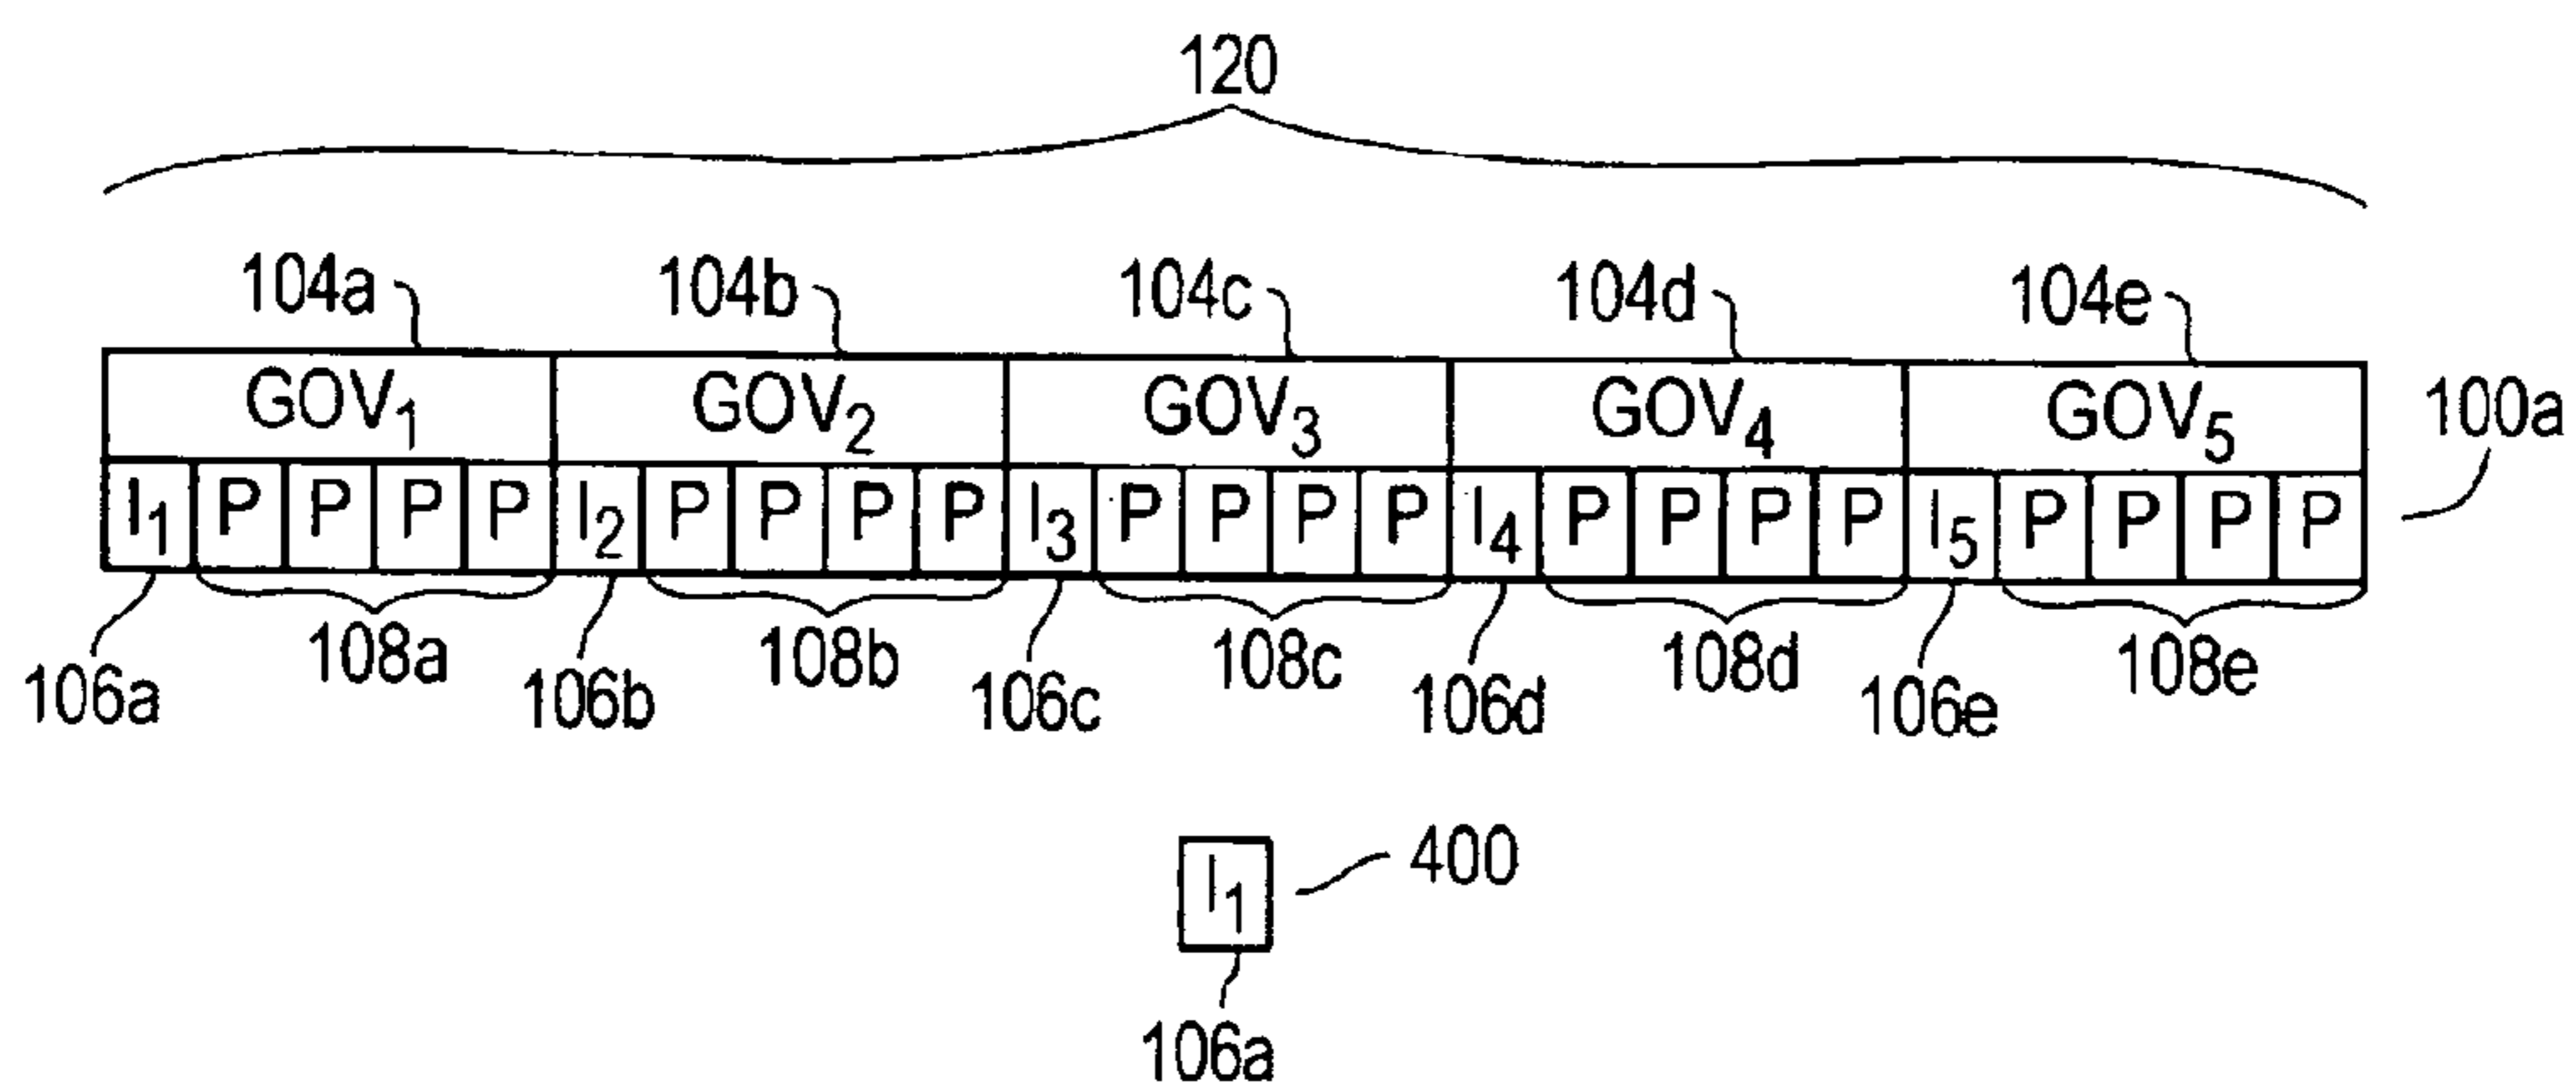 120
104a 104b 104c 104d 104e
GOV₁ GOV₂ GOV₃ GOV₄ GOV₅ 100a
I₁ P P P P I₂ P P P P I₃ P P P P I₄ P P P P I₅ P P P P
108a 108b 108c 108d 108e
106a 106b 106c 106d 106e
I₁ 400
106a